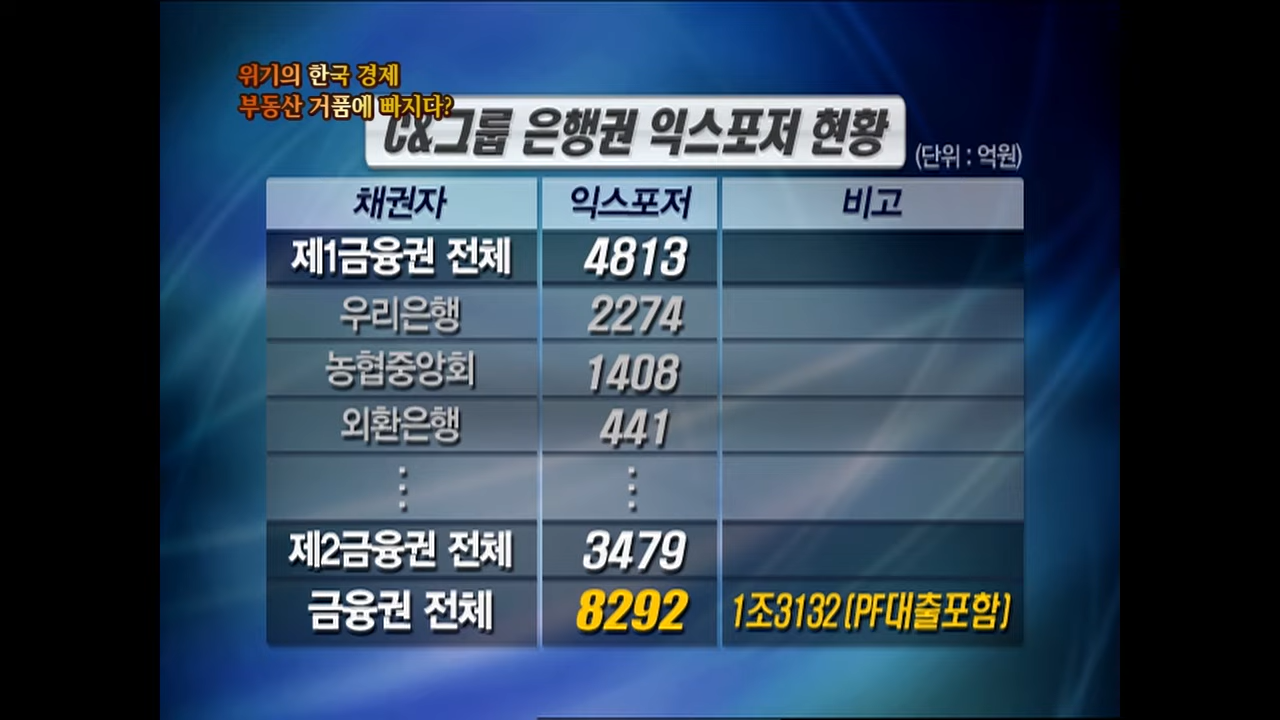 위기의 한국 경제
부동산 거품에 빠지다?
C&그룹 은행권 익스포저 현황
(단위 : 억원)
채권자 익스포저 비고
제1금융권 전체 4813
우리은행 2274
농협중앙회 1408
외환은행 441
⋮ ⋮
제2금융권 전체 3479
금융권 전체 8292 1조3132(PF대출포함)